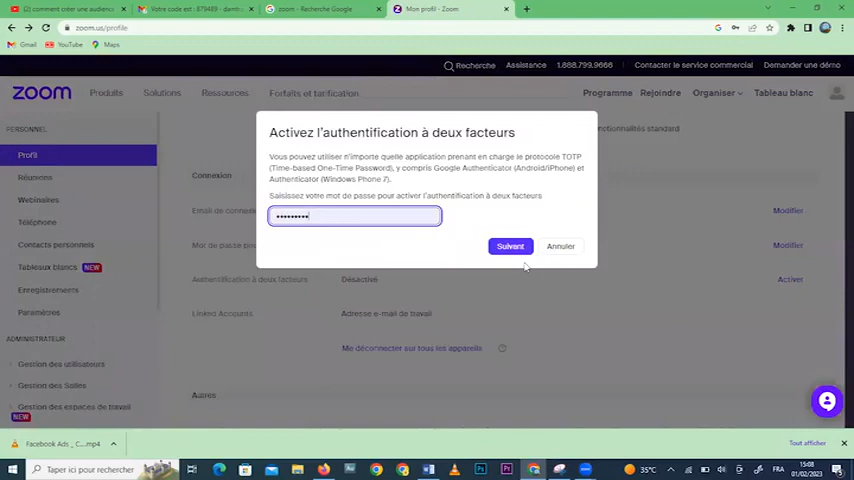 (2) comment créer une audience
Votre code est : 879489 - damtr
zoom - Recherche Google
Mon profil - Zoom
zoom.us/profile
Gmail
YouTube
Maps
Recherche
Assistance
1.888.799.9666
Contacter le service commercial
Demander une démo
zoom
Produits
Solutions
Ressources
Forfaits et tarification
Programme
Rejoindre
Organiser
Tableau blanc
PERSONNEL
Profil
Réunions
Webinaires
Téléphone
Contacts personnels
Tableaux blancs NEW
Enregistrements
Paramètres
ADMINISTRATEUR
Gestion des utilisateurs
Gestion des Salles
Gestion des espaces de travail
NEW
onctionnalités standard
Connexion
Email de connex
Modifier
Mot de passe pou
Modifier
Authentification à deux facteurs
Désactivé
Activer
Linked Accounts
Adresse e-mail de travail
Me déconnecter sur tous les appareils
Autres
Activez l'authentification à deux facteurs
Vous pouvez utiliser n'importe quelle application prenant en charge le protocole TOTP
(Time-based One-Time Password), y compris Google Authenticator (Android/iPhone) et
Authenticator (Windows Phone 7).
Saisissez votre mot de passe pour activer l'authentification à deux facteurs
•••••••••
Suivant
Annuler
Facebook Ads _ C....mp4
Tout afficher
Taper ici pour rechercher
35°C
FRA
15:08
01/02/2023